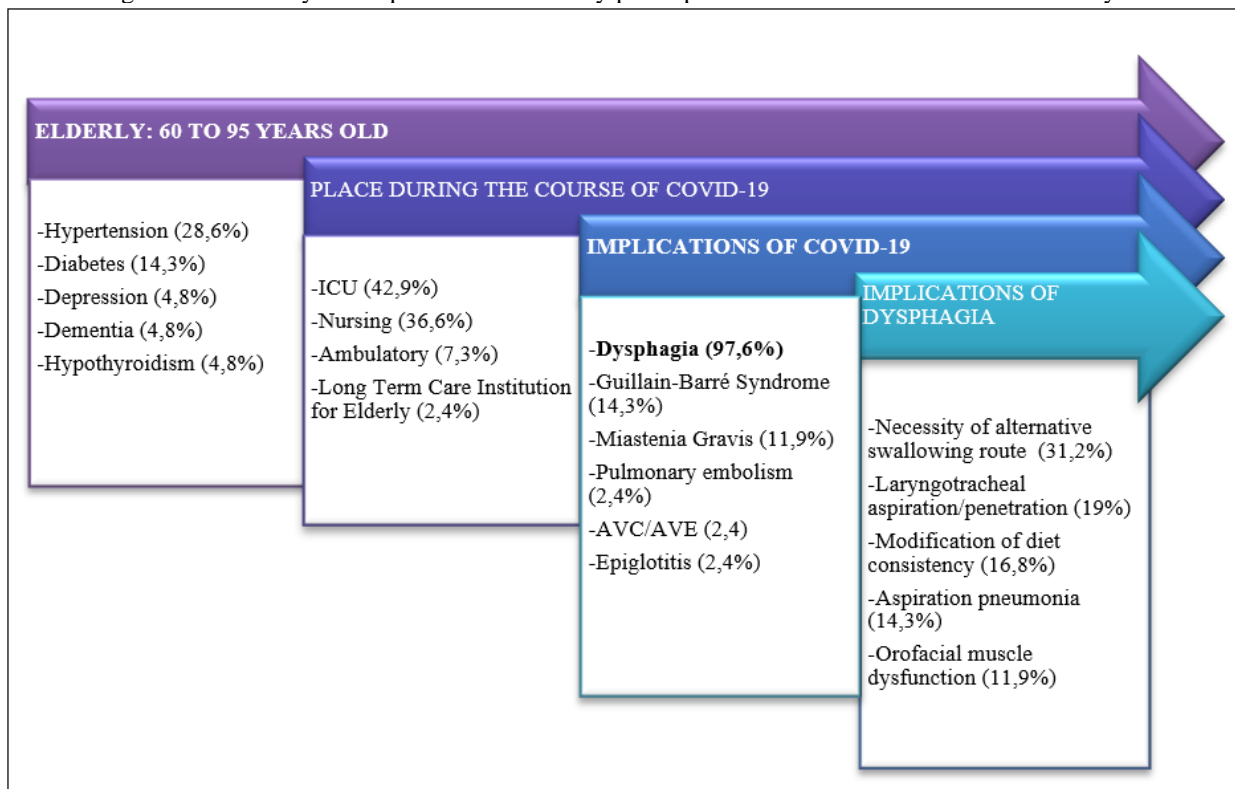 ELDERLY: 60 TO 95 YEARS OLD
-Hypertension (28,6%)
-Diabetes (14,3%)
-Depression (4,8%)
-Dementia (4,8%)
-Hypothyroidism (4,8%)
PLACE DURING THE COURSE OF COVID-19
-ICU (42,9%)
-Nursing (36,6%)
-Ambulatory (7,3%)
-Long Term Care Institution
for Elderly (2,4%)
IMPLICATIONS OF COVID-19
-Dysphagia (97,6%)
-Guillain-Barré Syndrome
(14,3%)
-Miastenia Gravis (11,9%)
-Pulmonary embolism
(2,4%)
-AVC/AVE (2,4)
-Epiglotitis (2,4%)
IMPLICATIONS OF
DYSPHAGIA
-Necessity of alternative
swallowing route (31,2%)
-Laryngotracheal
aspiration/penetration (19%)
-Modification of diet
consistency (16,8%)
-Aspiration pneumonia
(14,3%)
-Orofacial muscle
dysfunction (11,9%)